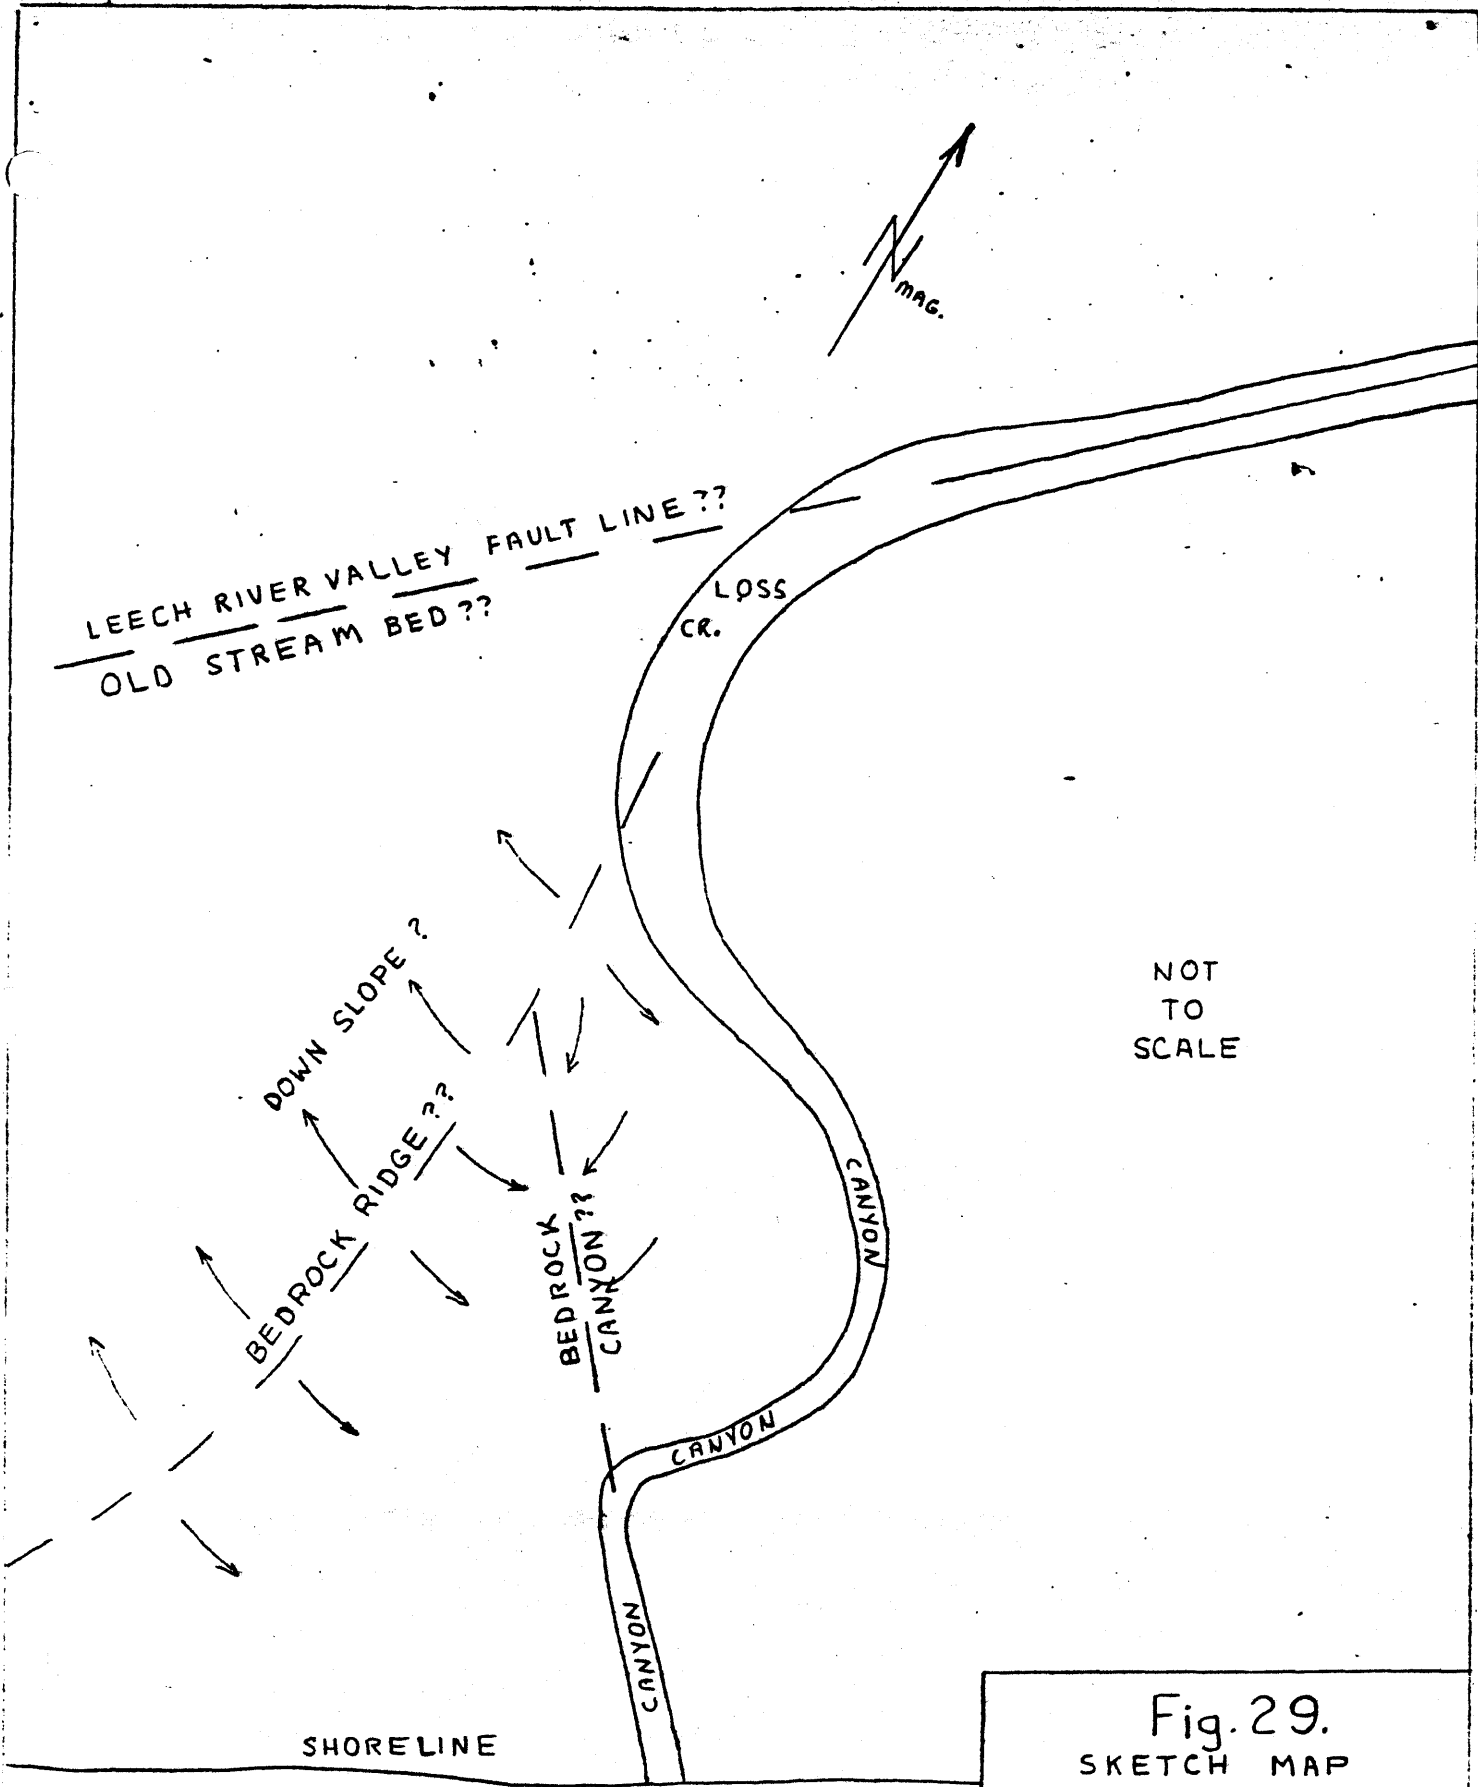 N
MAG.
LEECH RIVER VALLEY FAULT LINE??
OLD STREAM BED??
LOSS
CR.
DOWN SLOPE?
BEDROCK RIDGE??
BEDROCK
CANYON??
CANYON
CANYON
CANYON
NOT
TO
SCALE
SHORELINE
Fig. 29.
SKETCH MAP